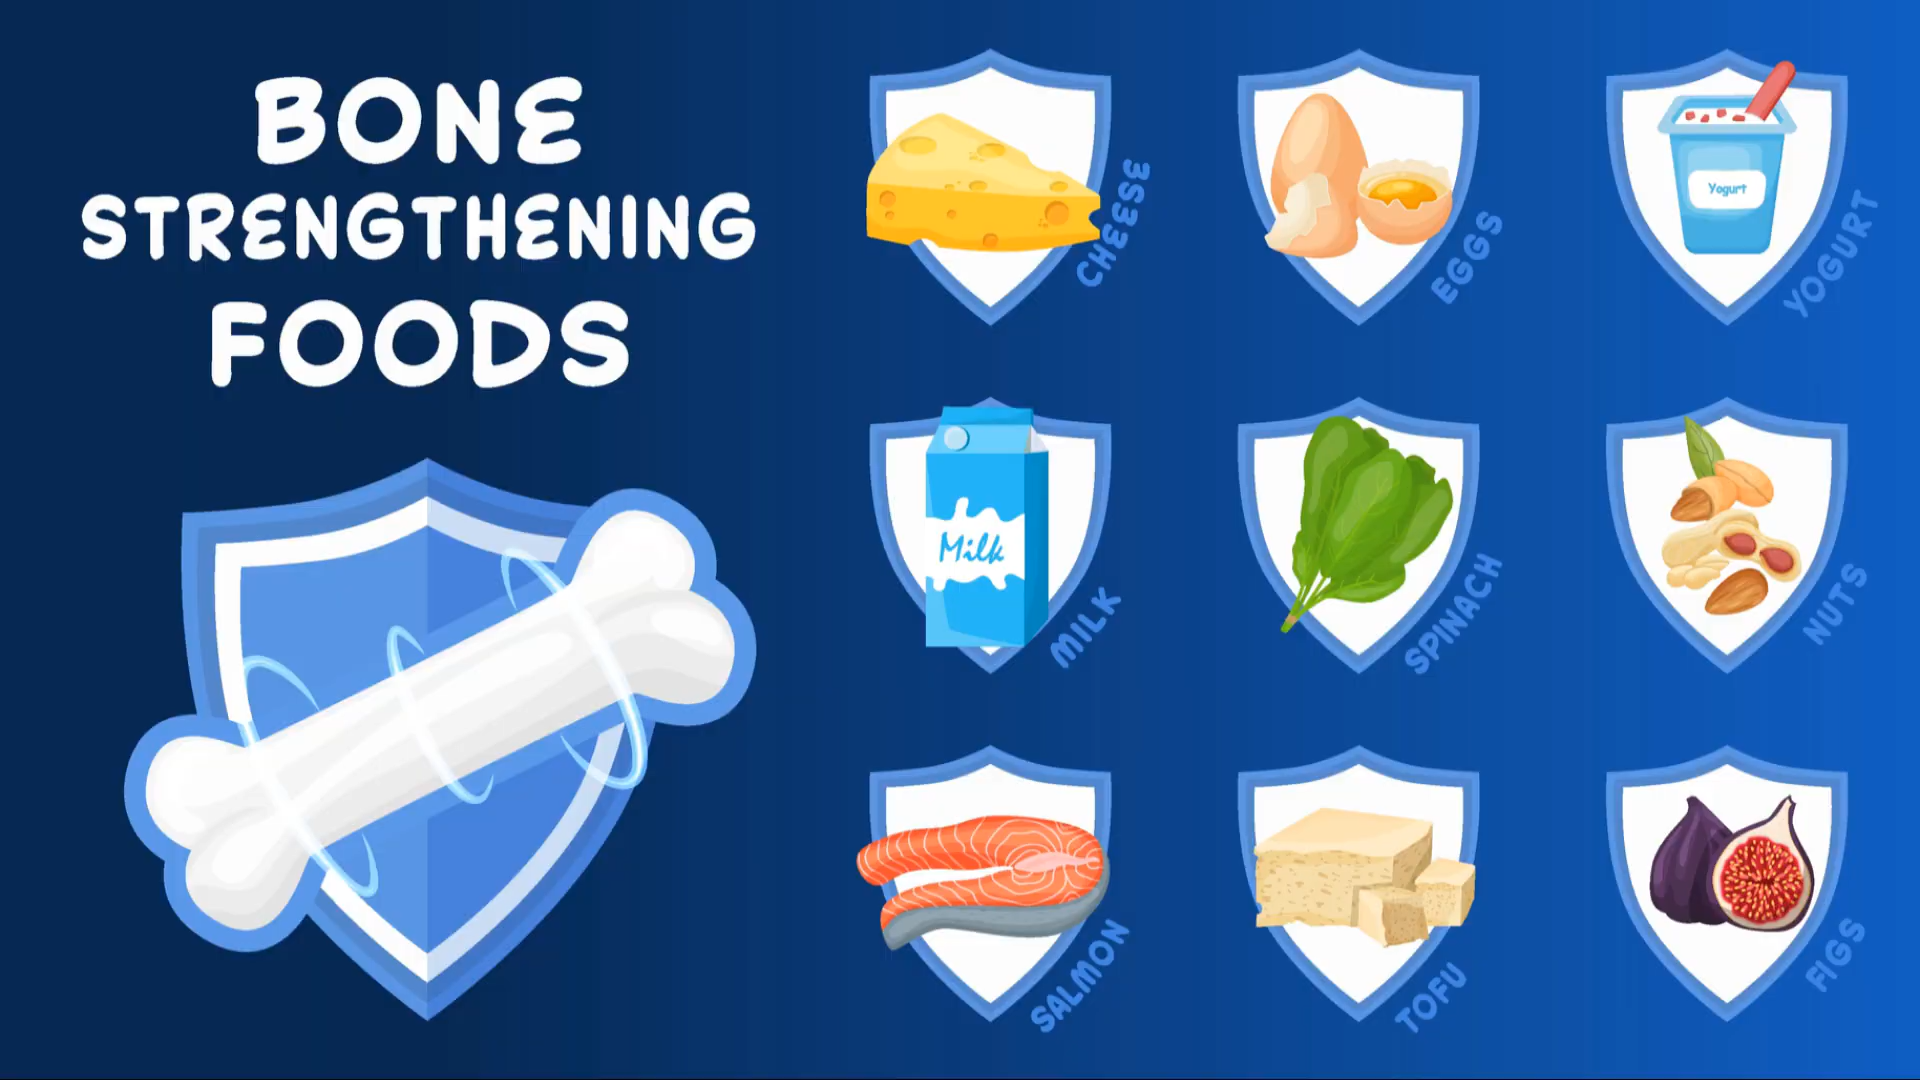 BONE
STRENGTHENING
FOODS
CHEESE
EGGS
Yogurt
YOGURT
Milk
MILK
SPINACH
NUTS
SALMON
TOFU
FIGS